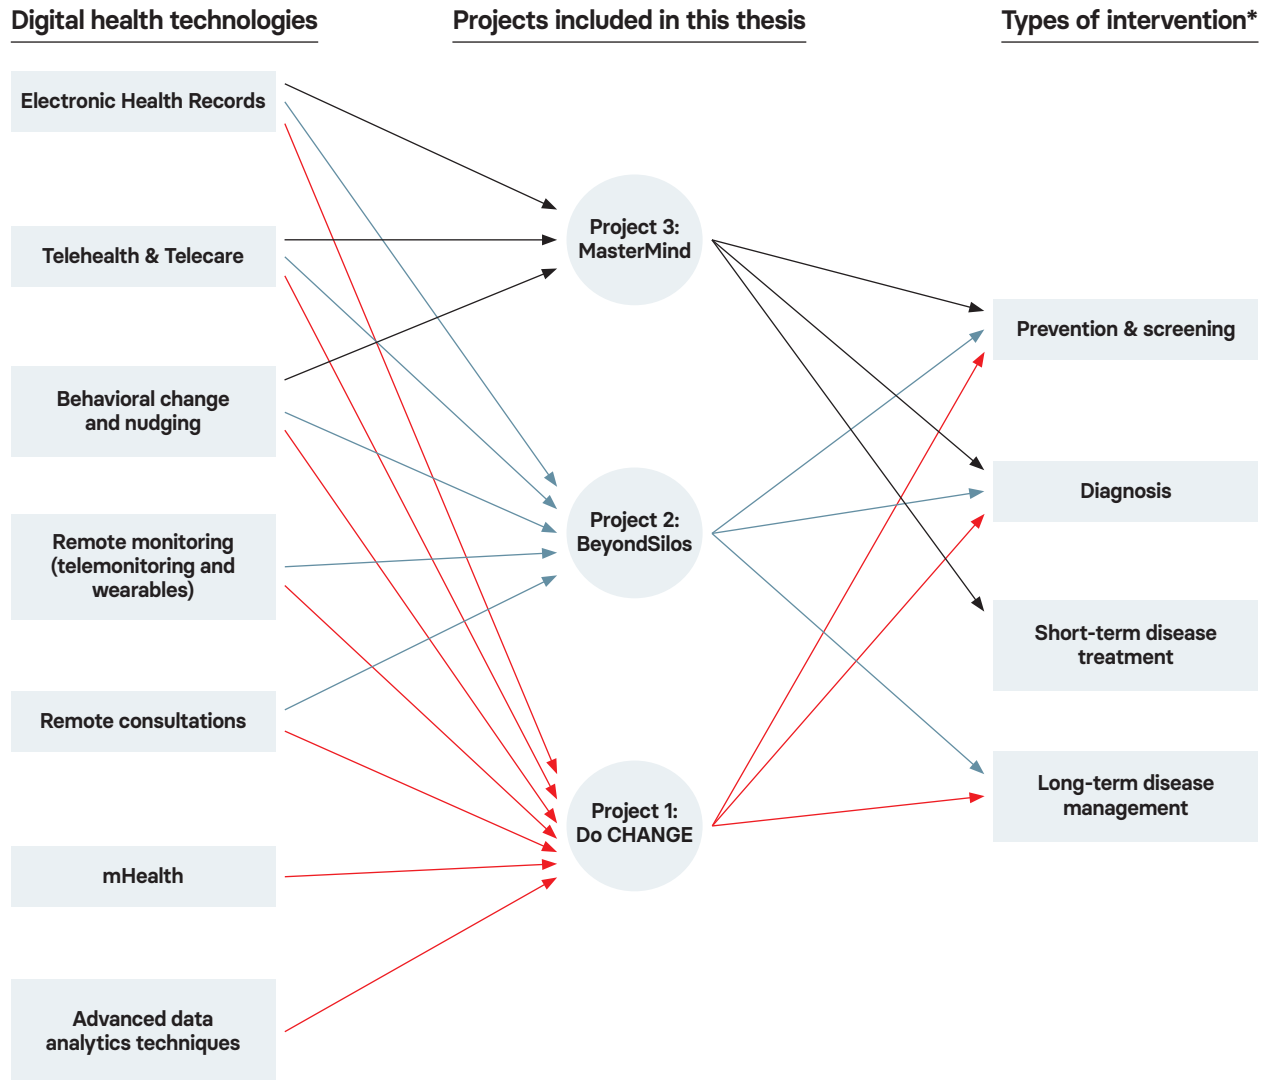 Digital health technologies
Projects included in this thesis
Types of intervention*
Electronic Health Records
Telehealth & Telecare
Behavioral change
and nudging
Remote monitoring
(telemonitoring and
wearables)
Remote consultations
mHealth
Advanced data
analytics techniques
Project 3:
MasterMind
Project 2:
BeyondSilos
Project 1:
Do CHANGE
Prevention & screening
Diagnosis
Short-term disease
treatment
Long-term disease
management